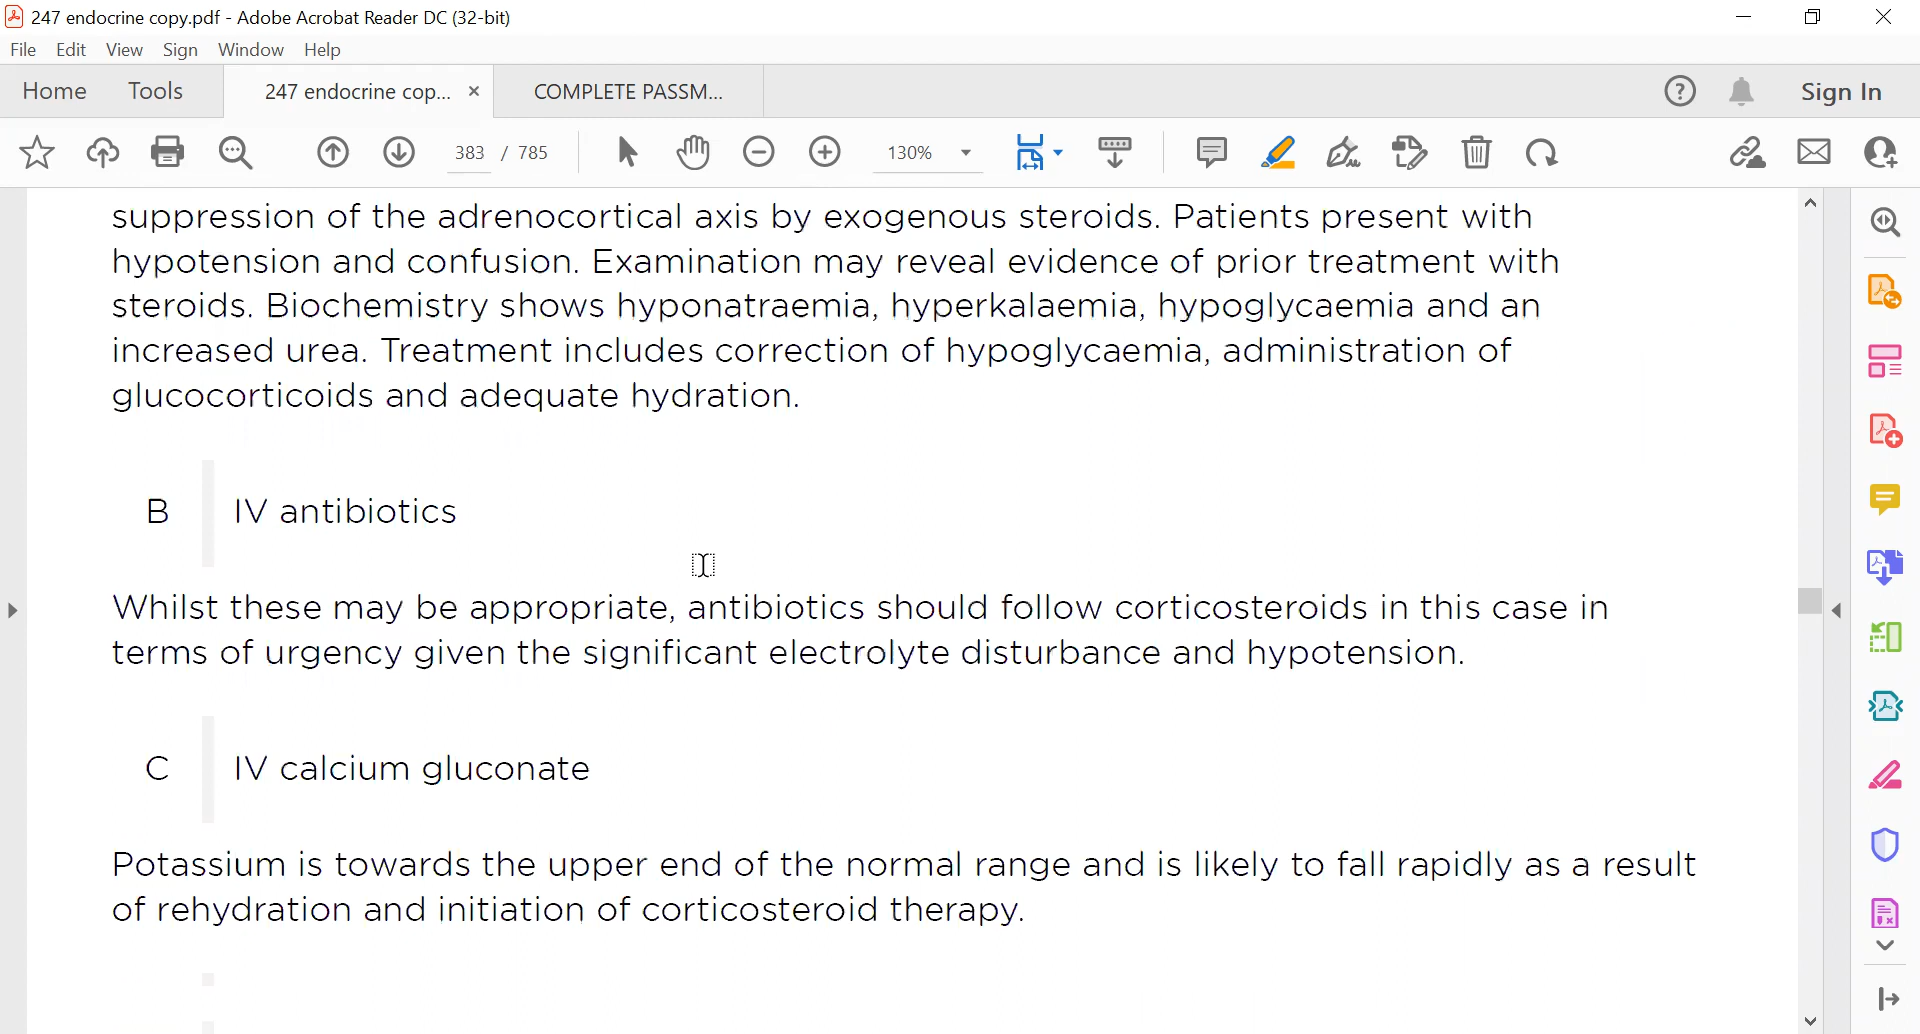 247 endocrine copy.pdf - Adobe Acrobat Reader DC (32-bit)
File Edit View Sign Window Help
Home Tools 247 endocrine cop... × COMPLETE PASSM... Sign In
383 / 785 130%
suppression of the adrenocortical axis by exogenous steroids. Patients present with
hypotension and confusion. Examination may reveal evidence of prior treatment with
steroids. Biochemistry shows hyponatraemia, hyperkalaemia, hypoglycaemia and an
increased urea. Treatment includes correction of hypoglycaemia, administration of
glucocorticoids and adequate hydration.
B IV antibiotics
Whilst these may be appropriate, antibiotics should follow corticosteroids in this case in
terms of urgency given the significant electrolyte disturbance and hypotension.
C IV calcium gluconate
Potassium is towards the upper end of the normal range and is likely to fall rapidly as a result
of rehydration and initiation of corticosteroid therapy.